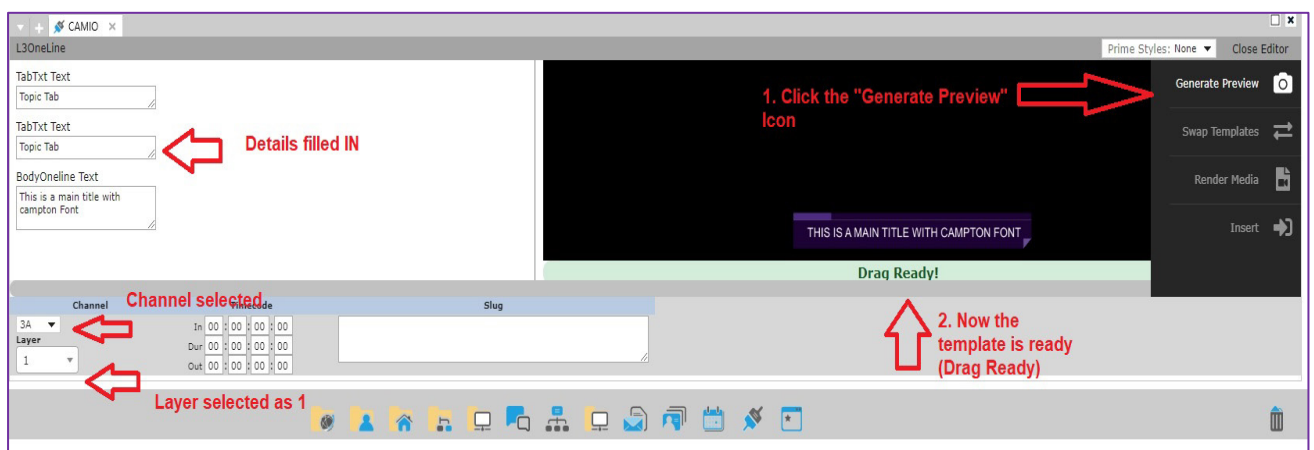 CAMIO
L3OneLine
Prime Styles: None
Close Editor
TabTxt Text
Topic Tab
TabTxt Text
Topic Tab
Details filled IN
BodyOneline Text
This is a main title with
campton Font
1. Click the "Generate Preview"
Icon
Generate Preview
Swap Templates
Render Media
Insert
THIS IS A MAIN TITLE WITH CAMPTON FONT
Drag Ready!
Channel
Channel selected
Timecode
Slug
3A
Layer
1
In 00 : 00 : 00 : 00
Dur 00 : 00 : 00 : 00
Out 00 : 00 : 00 : 00
Layer selected as 1
2. Now the
template is ready
(Drag Ready)